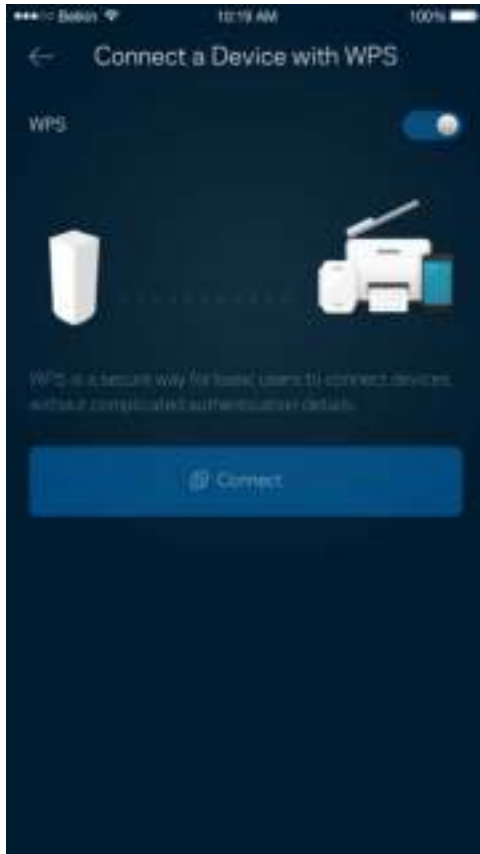 Belkin 10:19 AM 100%
Connect a Device with WPS
WPS
WPS is a secure way for basic users to connect devices
without complicated authentication details.
Connect